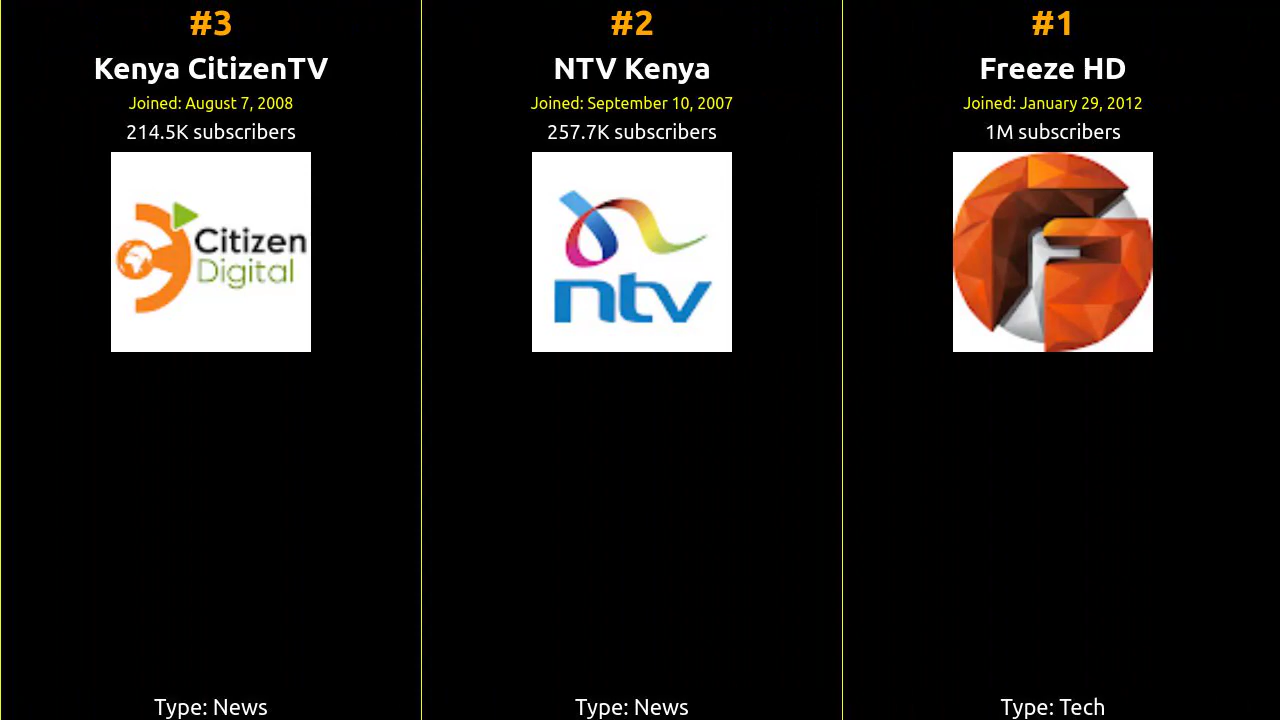 #3
Kenya CitizenTV
Joined: August 7, 2008
214.5K subscribers
Citizen
Digital
Type: News
#2
NTV Kenya
Joined: September 10, 2007
257.7K subscribers
ntv
Type: News
#1
Freeze HD
Joined: January 29, 2012
1M subscribers
Type: Tech